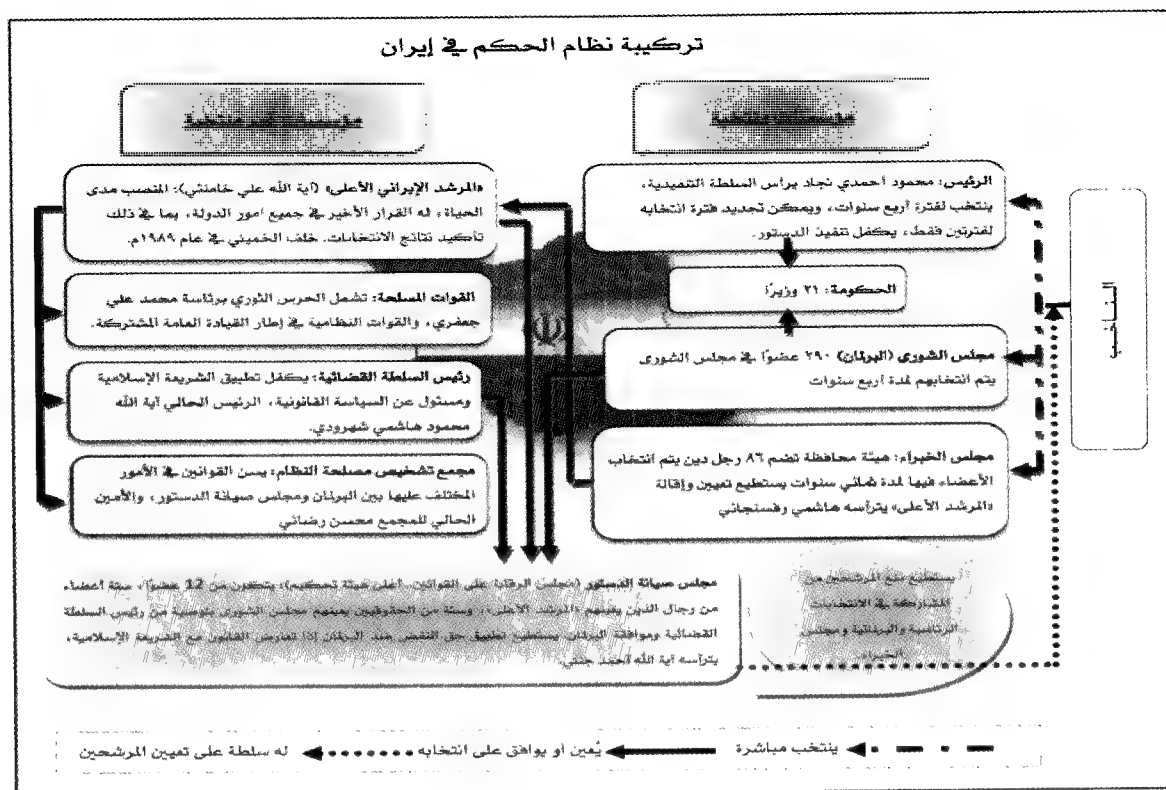 تركيبة نظام الحكم في إيران
مؤسسات منتخبة
مؤسسات غير منتخبة
الرئيس: محمود أحمدي نجاد يرأس السلطة التنفيذية،
ينتخب لفترة أربع سنوات، ويمكن تجديد فترة انتخابه
لفترتين فقط، يكفل تنفيذ الدستور.
الحكومة: ٢١ وزيرًا
مجلس الشورى (البرلمان) ٢٩٠ عضوًا في مجلس الشورى
يتم انتخابهم لمدة أربع سنوات
مجلس الخبراء: هيئة محافظة تضم ٨٦ رجل دين يتم انتخاب
الأعضاء فيها لمدة ثماني سنوات يستطيع تعيين وإقالة
«المرشد الأعلى» يترأسه هاشمي رفسنجاني
الناخب
«المرشد الإيراني الأعلى» (آية الله علي خامنئي): المنصب مدى
الحياة، له القرار الأخير في جميع أمور الدولة، بما في ذلك
تأكيد نتائج الانتخابات. خلف الخميني في عام ١٩٨٩م.
القوات المسلحة: تشمل الحرس الثوري برئاسة محمد علي
جعفري، والقوات النظامية في إطار القيادة العامة المشتركة.
رئيس السلطة القضائية: يكفل تطبيق الشريعة الإسلامية
ومسئول عن السياسة القانونية، الرئيس الحالي آية الله
محمود هاشمي شهرودي.
مجمع تشخيص مصلحة النظام: يسن القوانين في الأمور
المختلف عليها بين البرلمان ومجلس صيانة الدستور، والأمين
الحالي للمجمع محسن رضائي
مجلس صيانة الدستور (مجلس الرقابة على القوانين، أعلى هيئة تحكيم): يتكون من 12 عضوًا، ستة أعضاء
من رجال الدين يعينهم «المرشد الأعلى»، وستة من الحقوقيين يعينهم مجلس الشورى بتوصية من رئيس السلطة
القضائية وموافقة البرلمان يستطيع تطبيق حق النقض ضد البرلمان إذا تعارض القانون مع الشريعة الإسلامية،
يترأسه آية الله أحمد جنتي.
يستطيع منع المرشحين من
المشاركة في الانتخابات
الرئاسية والبرلمانية ومجلس
الخبراء.
ينتخب مباشرة
يُعين أو يوافق على انتخابه
له سلطة على تعيين المرشحين